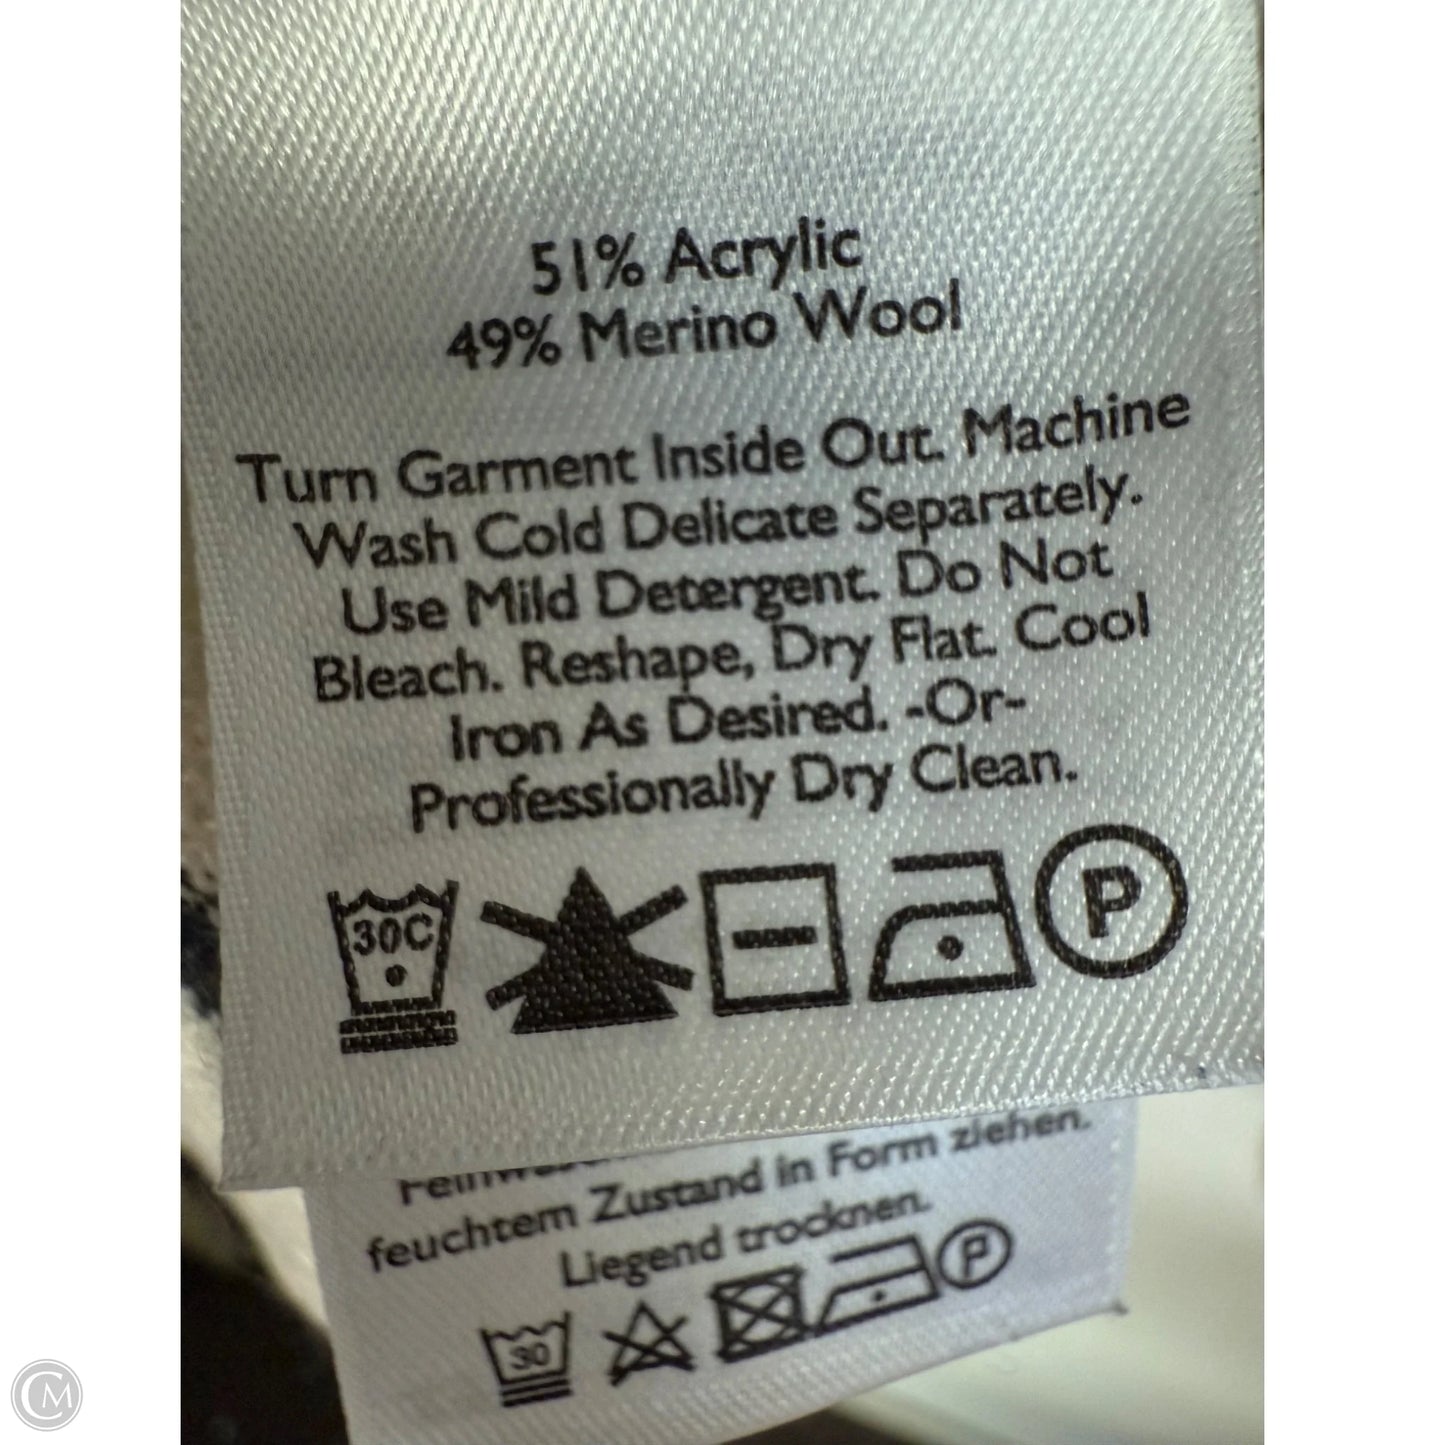 51% Acrylic
49% Merino Wool
Turn Garment Inside Out. Machine
Wash Cold Delicate Separately.
Use Mild Detergent. Do Not
Bleach. Reshape, Dry Flat. Cool
Iron As Desired. -Or-
Professionally Dry Clean.
30C
P
feuchtem Zustand in Form ziehen.
Liegend trocknen.
30
P
CM